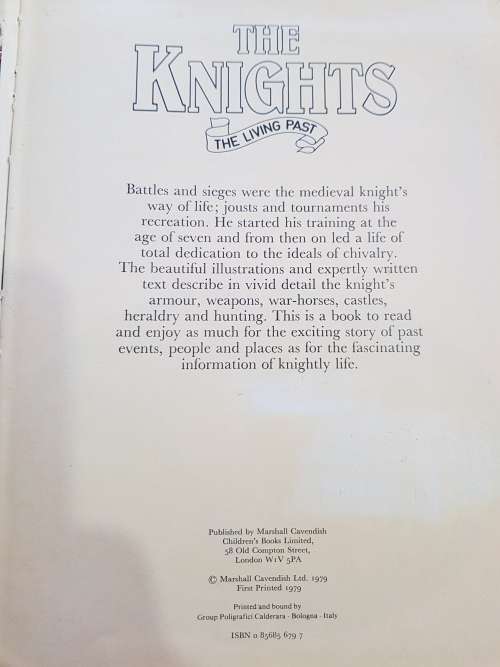 THE
KNIGHTS
THE LIVING PAST
Battles and sieges were the medieval knight's
way of life; jousts and tournaments his
recreation. He started his training at the
age of seven and from then on led a life of
total dedication to the ideals of chivalry.
The beautiful illustrations and expertly written
text describe in vivid detail the knight's
armour, weapons, war-horses, castles,
heraldry and hunting. This is a book to read
and enjoy as much for the exciting story of past
events, people and places as for the fascinating
information of knightly life.
Published by Marshall Cavendish
Children's Books Limited,
58 Old Compton Street,
London W1V 5PA
© Marshall Cavendish Ltd. 1979
First Printed 1979
Printed and bound by
Group Poligrafici Calderara - Bologna - Italy
ISBN 0 85685 679 7